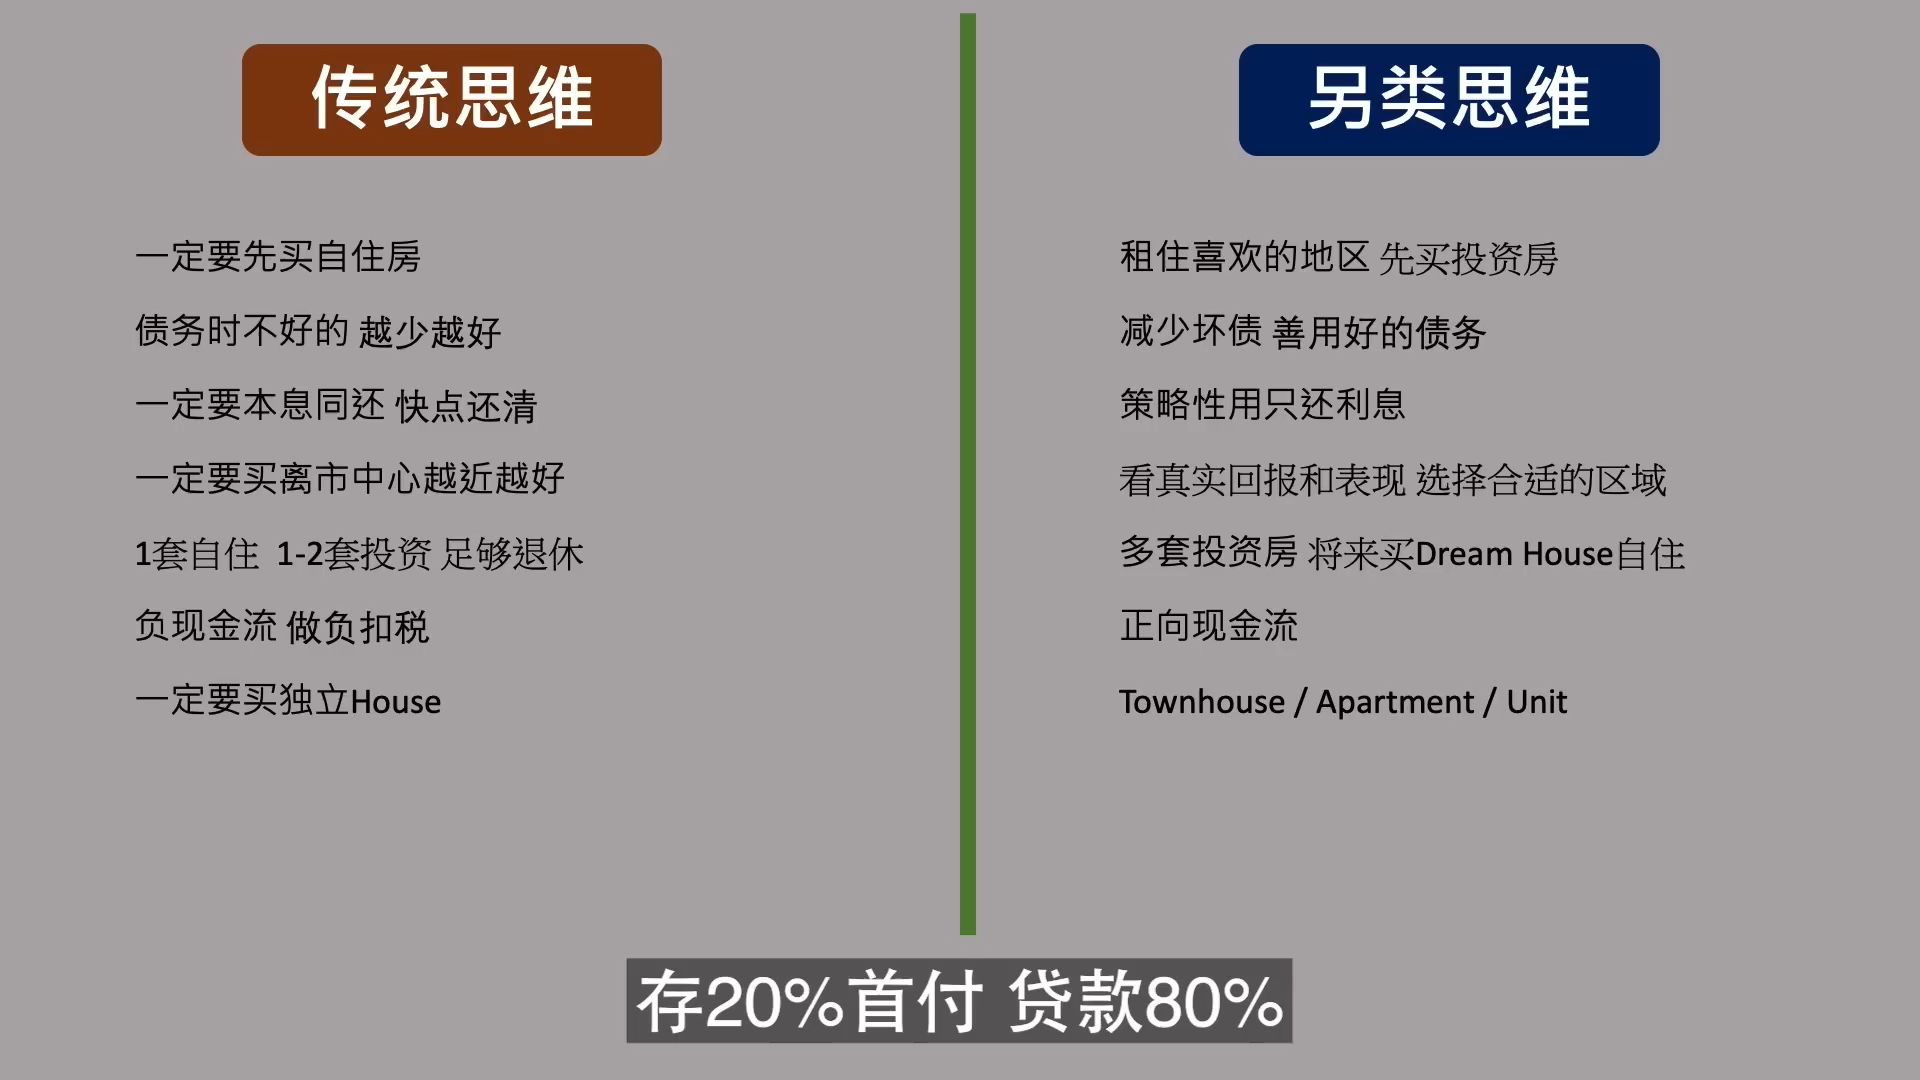 传统思维
一定要先买自住房
债务时不好的 越少越好
一定要本息同还 快点还清
一定要买离市中心越近越好
1套自住 1-2套投资 足够退休
负现金流 做负扣税
一定要买独立House
另类思维
租住喜欢的地区 先买投资房
减少坏债 善用好的债务
策略性用只还利息
看真实回报和表现 选择合适的区域
多套投资房 将来买Dream House自住
正向现金流
Townhouse / Apartment / Unit
存20%首付 贷款80%